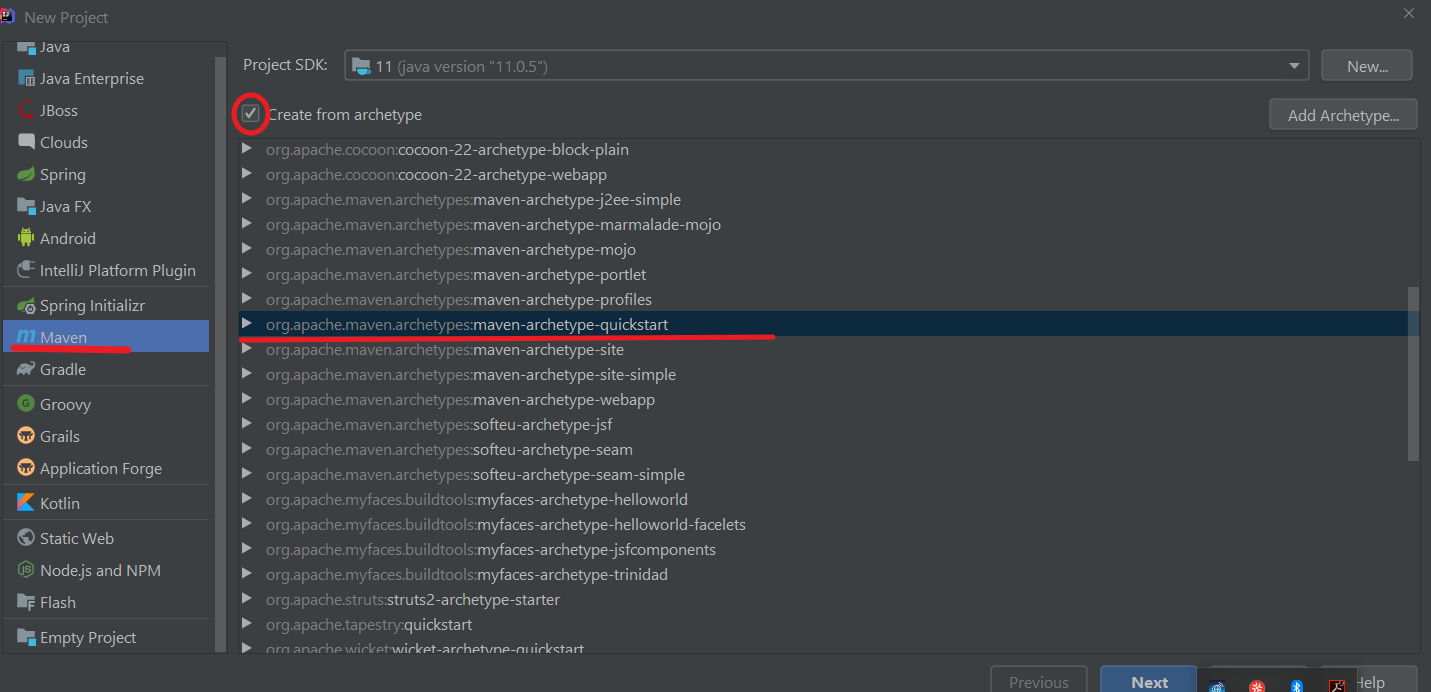 New Project
Java
Java Enterprise
JBoss
Clouds
Spring
Java FX
Android
IntelliJ Platform Plugin
Spring Initializr
Maven
Gradle
Groovy
Grails
Application Forge
Kotlin
Static Web
Node.js and NPM
Flash
Empty Project
Project SDK: 11 (java version "11.0.5") New...
Create from archetype Add Archetype...
org.apache.cocoon:cocoon-22-archetype-block-plain
org.apache.cocoon:cocoon-22-archetype-webapp
org.apache.maven.archetypes:maven-archetype-j2ee-simple
org.apache.maven.archetypes:maven-archetype-marmalade-mojo
org.apache.maven.archetypes:maven-archetype-mojo
org.apache.maven.archetypes:maven-archetype-portlet
org.apache.maven.archetypes:maven-archetype-profiles
org.apache.maven.archetypes:maven-archetype-quickstart
org.apache.maven.archetypes:maven-archetype-site
org.apache.maven.archetypes:maven-archetype-site-simple
org.apache.maven.archetypes:maven-archetype-webapp
org.apache.maven.archetypes:softeu-archetype-jsf
org.apache.maven.archetypes:softeu-archetype-seam
org.apache.maven.archetypes:softeu-archetype-seam-simple
org.apache.myfaces.buildtools:myfaces-archetype-helloworld
org.apache.myfaces.buildtools:myfaces-archetype-helloworld-facelets
org.apache.myfaces.buildtools:myfaces-archetype-jsfcomponents
org.apache.myfaces.buildtools:myfaces-archetype-trinidad
org.apache.struts:struts2-archetype-starter
org.apache.tapestry:quickstart
org.apache.wicket:wicket-archetype-quickstart
Previous Next Help